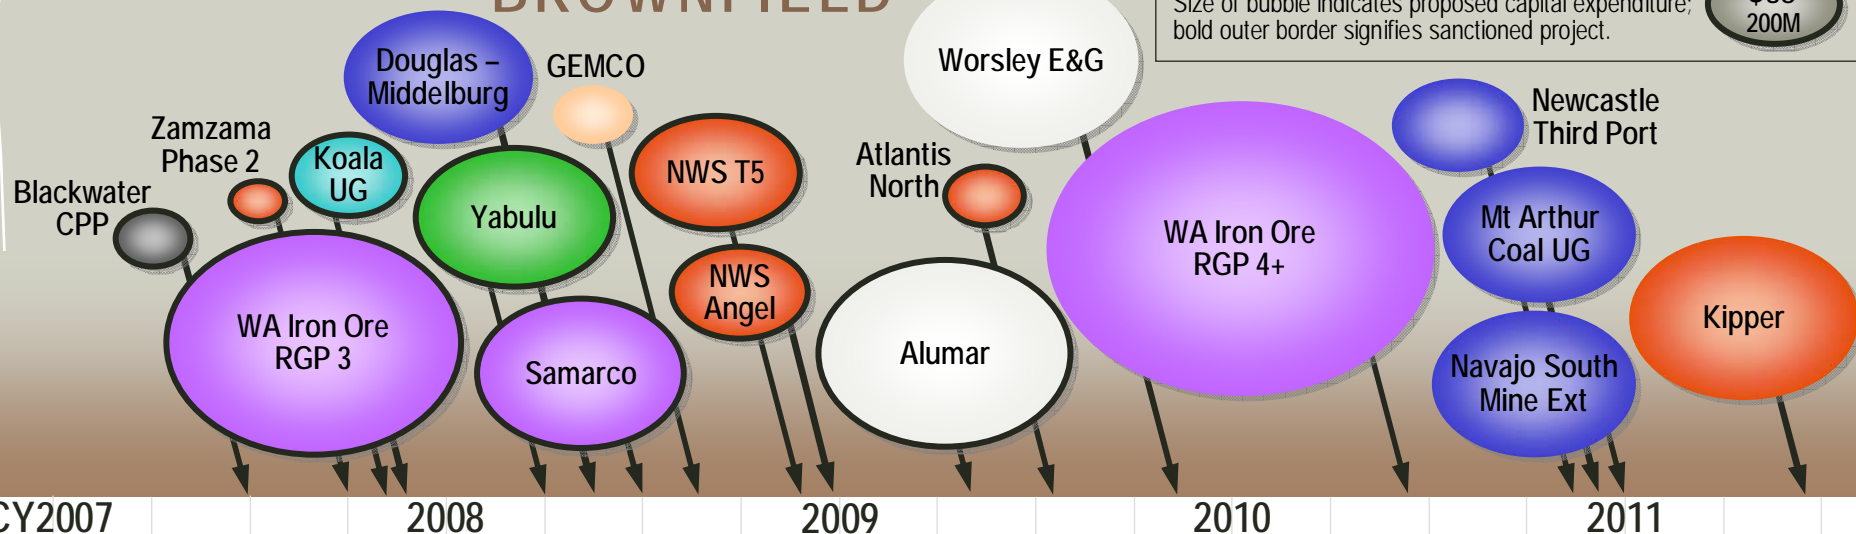 BROWNFIELD
Size of bubble indicates proposed capital expenditure;
bold outer border signifies sanctioned project.
200M
Douglas –
Middelburg
GEMCO
Worsley E&G
Zamzama
Phase 2
Koala
UG
NWS T5
Atlantis
North
Newcastle
Third Port
Blackwater
CPP
Yabulu
WA Iron Ore
RGP 4+
Mt Arthur
Coal UG
NWS
Angel
WA Iron Ore
RGP 3
Samarco
Alumar
Navajo South
Mine Ext
Kipper
CY2007
2008
2009
2010
2011